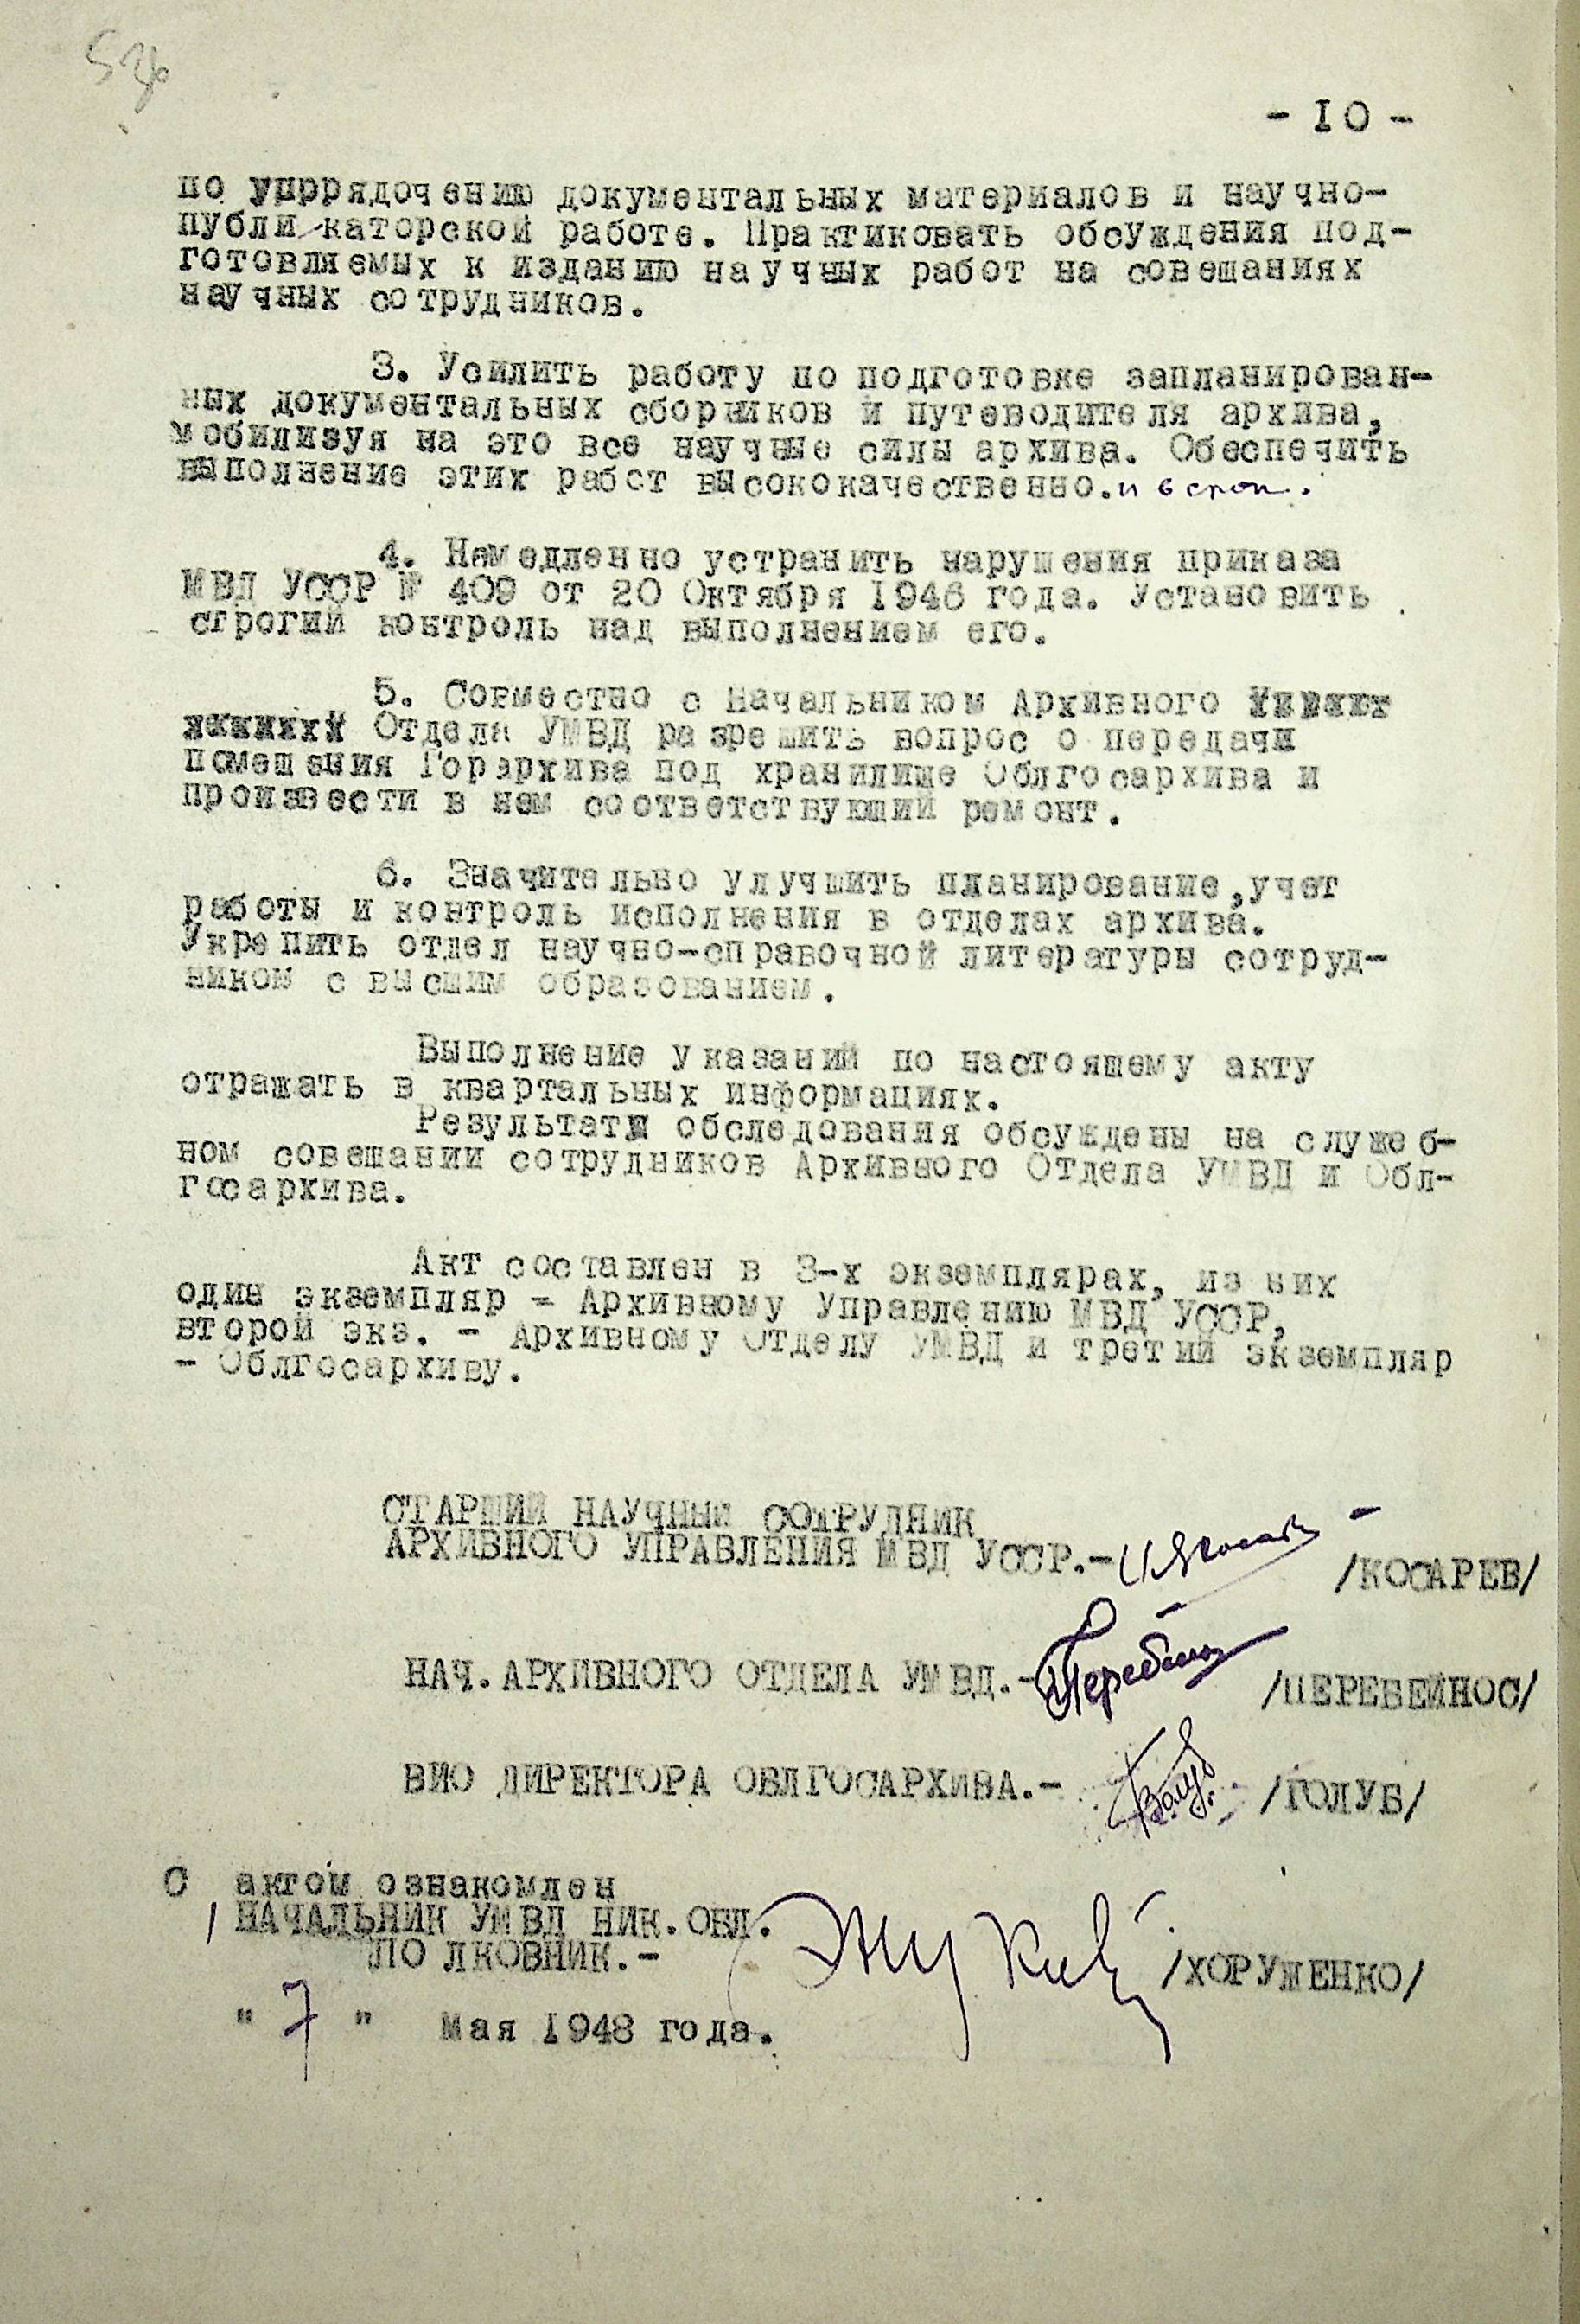 - 10 -
по упррядочению документальных материалов и научно-
публи каторской работе. Практиковать обсуждения под-
готовляемых к изданию научных работ на совещаниях
научных сотрудников.
3. Усилить работу по подготовке запланирован-
ных документальных сборников и путеводителя архива,
мобилизуя на это все научные силы архива. Обеспечить
выполнение этих работ высококачественно. и в срок.
4. Немедленно устранить нарушения приказа
МВД УССР № 409 от 20 Октября 1946 года. Установить
строгий контроль над выполнением его.
5. Совместно с Начальником Архивного
Отдела УМВД разрешить вопрос о передачи
помещения Горархива под хранилище Облгосархива и
произвести в нем соответствующий ремонт.
6. Значительно улучшить планирование,учет
работы и контроль исполнения в отделах архива.
Укрепить отдел научно-справочной литературы сотруд-
ником с высшим образованием.
Выполнение указаний по настоящему акту
отражать в квартальных информациях.
Результаты обследования обсуждены на служеб-
ном совещании сотрудников Архивного Отдела УМВД и Обл-
госархива.
Акт составлен в 3-х экземплярах, из них
один экземпляр - Архивному Управлению МВД УССР,
второй экз. - Архивному Отделу УМВД и третий экземпляр
- Облгосархиву.
СТАРШИЙ НАУЧНЫЙ СОТРУДНИК
АРХИВНОГО УПРАВЛЕНИЯ МВД УССР.- /КОСАРЕВ/
НАЧ. АРХИВНОГО ОТДЕЛА УМВД.- /ПЕРЕБЕЙНОС/
ВИО ДИРЕКТОРА ОБЛГОСАРХИВА.- /ГОЛУБ/
С актом ознакомлен
НАЧАЛЬНИК УМВД НИК. ОБЛ.
ПОЛКОВНИК.- /ХОРУЖЕНКО/
" 7 " мая 1948 года.